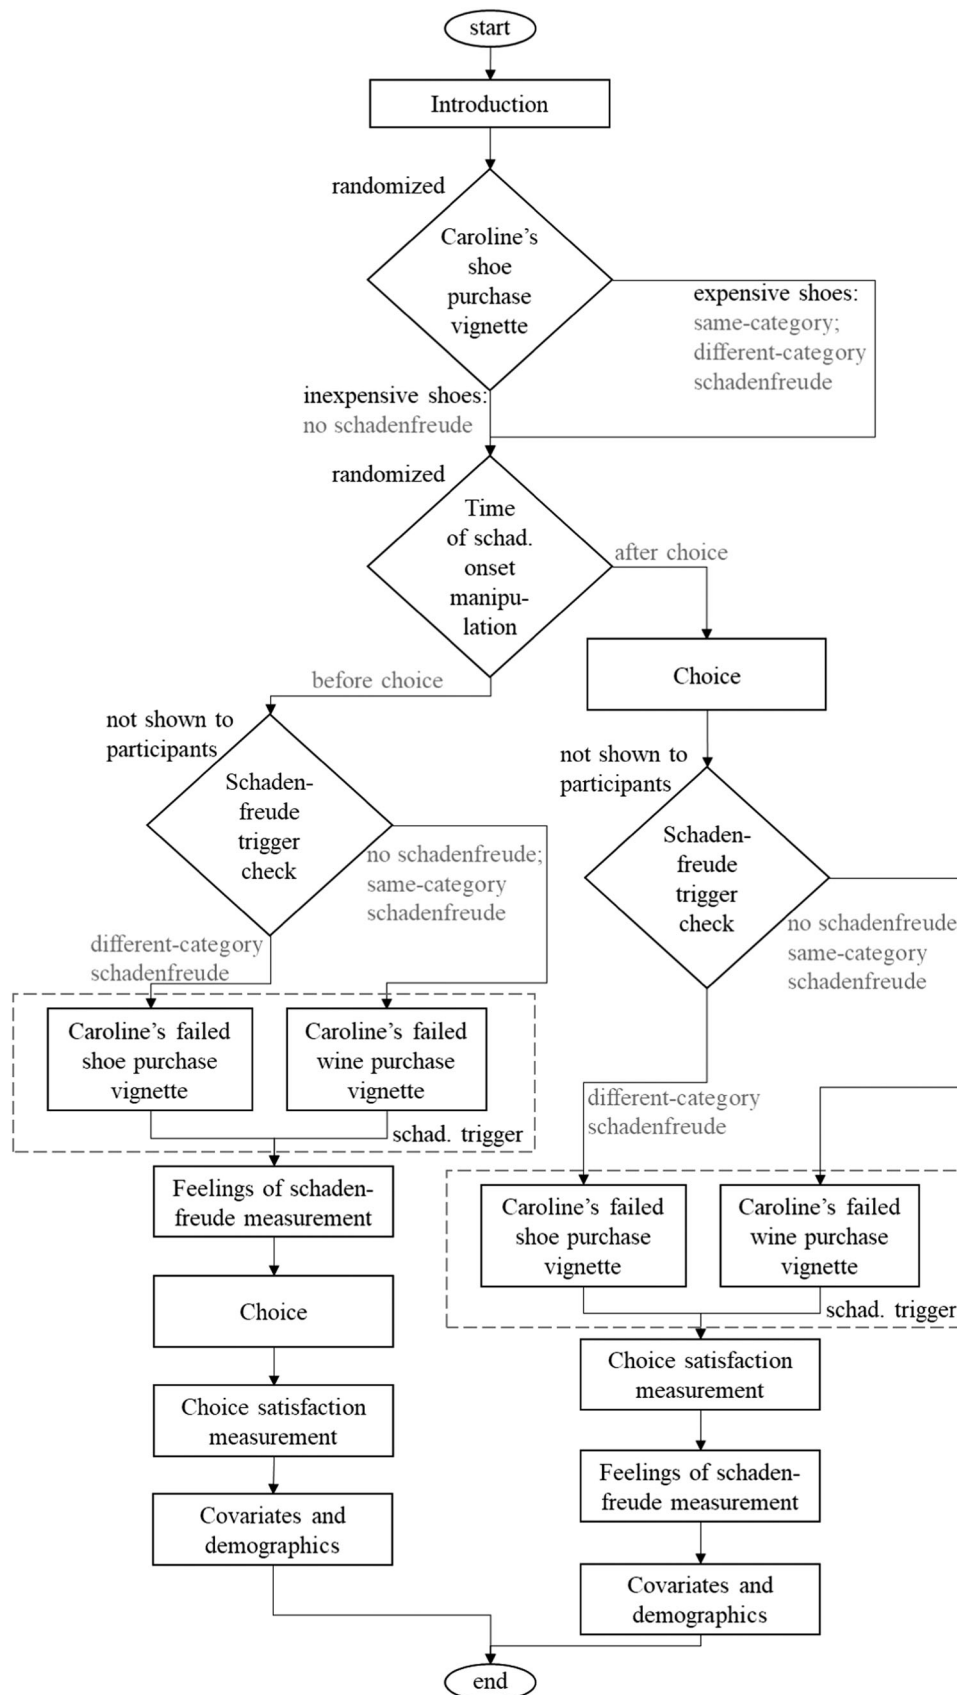 start
Introduction
randomized
Caroline's
shoe
purchase
vignette
expensive shoes:
same-category;
different-category
schadenfreude
inexpensive shoes:
no schadenfreude
randomized
Time
of schad.
onset
manipu-
lation
after choice
Choice
before choice
not shown to
participants
Schaden-
freude
trigger
check
no schadenfreude;
same-category
schadenfreude
different-category
schadenfreude
not shown to
participants
Schaden-
freude
trigger
check
no schadenfreude
same-category
schadenfreude
different-category
schadenfreude
Caroline's failed
shoe purchase
vignette
Caroline's failed
wine purchase
vignette
schad. trigger
Feelings of schaden-
freude measurement
Choice
Choice satisfaction
measurement
Covariates and
demographics
Caroline's failed
shoe purchase
vignette
Caroline's failed
wine purchase
vignette
schad. trigger
Choice satisfaction
measurement
Feelings of schaden-
freude measurement
Covariates and
demographics
end